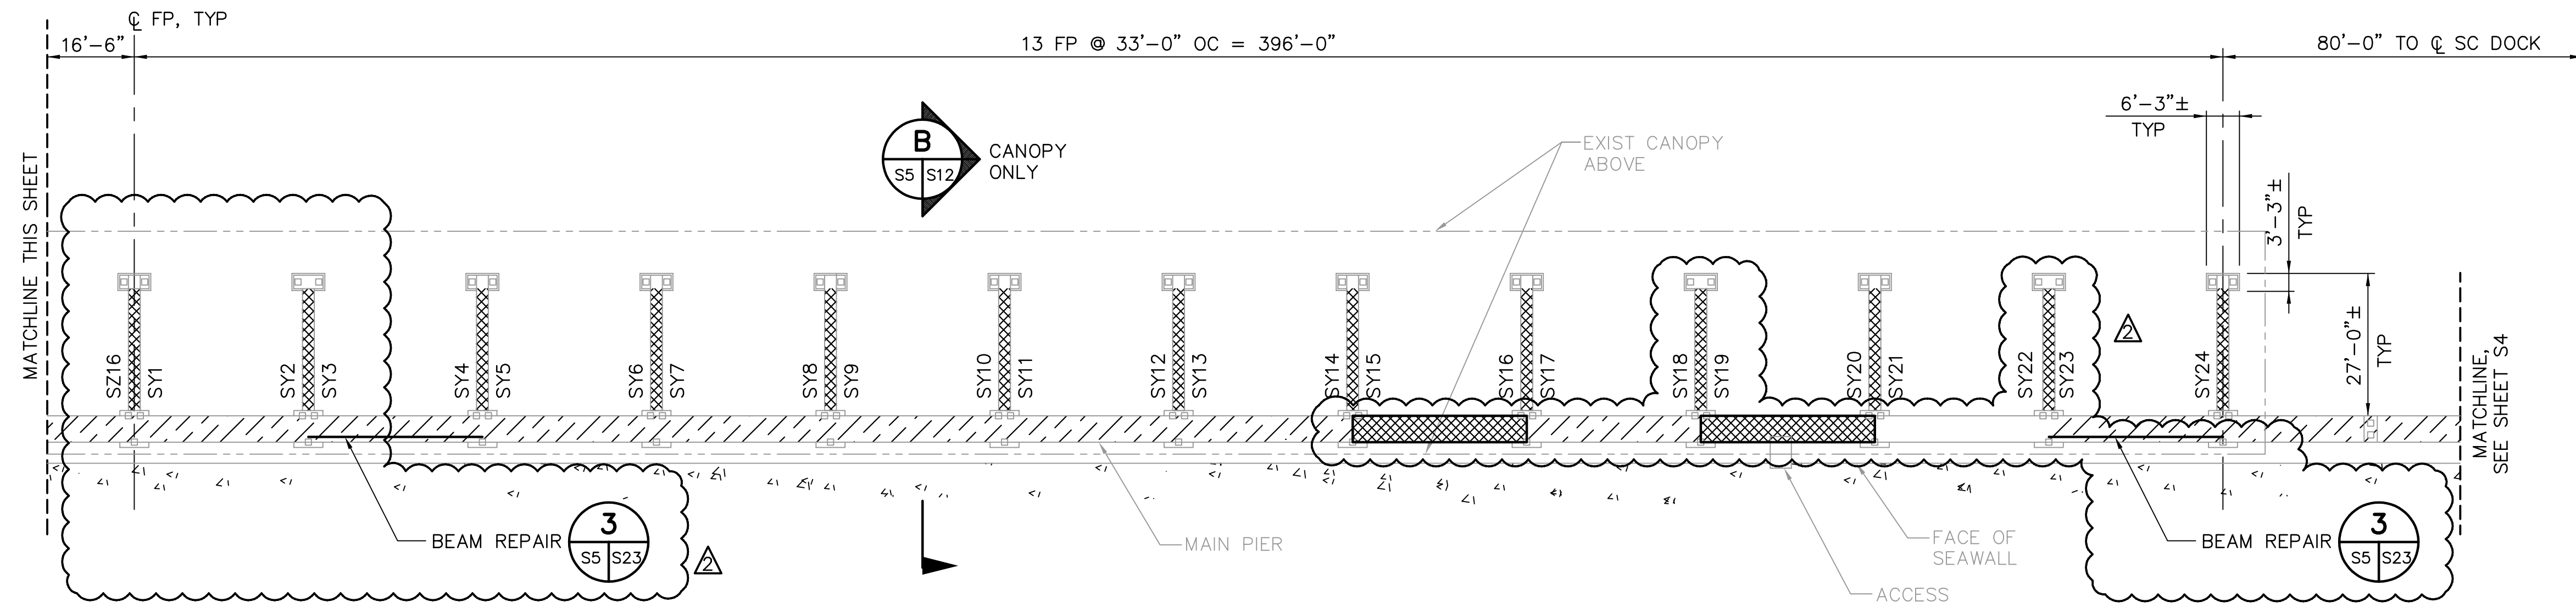 ℄ FP, TYP
16'-6"
13 FP @ 33'-0" OC = 396'-0"
80'-0" TO ℄ SC DOCK
6'-3"±
TYP
B
S5 S12
CANOPY
ONLY
EXIST CANOPY
ABOVE
3'-3"±
TYP
MATCHLINE THIS SHEET
27'-0"±
TYP
MATCHLINE,
SEE SHEET S4
2
SZ16
SY1
SY2
SY3
SY4
SY5
SY6
SY7
SY8
SY9
SY10
SY11
SY12
SY13
SY14
SY15
SY16
SY17
SY18
SY19
SY20
SY21
SY22
SY23
SY24
BEAM REPAIR
3
S5 S23
2
MAIN PIER
FACE OF
SEAWALL
ACCESS
BEAM REPAIR
3
S5 S23